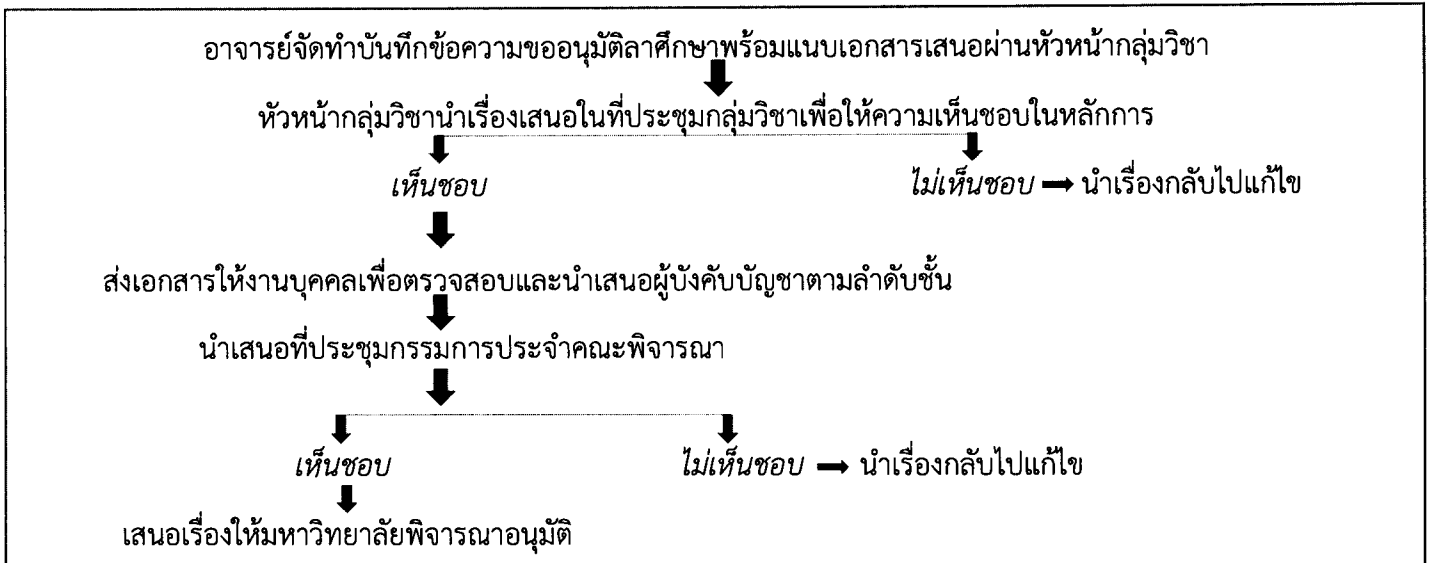 อาจารย์จัดทำบันทึกข้อความขออนุมัติลาศึกษาพร้อมแนบเอกสารเสนอผ่านหัวหน้ากลุ่มวิชา
หัวหน้ากลุ่มวิชานำเรื่องเสนอในที่ประชุมกลุ่มวิชาเพื่อให้ความเห็นชอบในหลักการ
เห็นชอบ ไม่เห็นชอบ ➡ นำเรื่องกลับไปแก้ไข
ส่งเอกสารให้งานบุคคลเพื่อตรวจสอบและนำเสนอผู้บังคับบัญชาตามลำดับชั้น
นำเสนอที่ประชุมกรรมการประจำคณะพิจารณา
เห็นชอบ ไม่เห็นชอบ ➡ นำเรื่องกลับไปแก้ไข
เสนอเรื่องให้มหาวิทยาลัยพิจารณาอนุมัติ